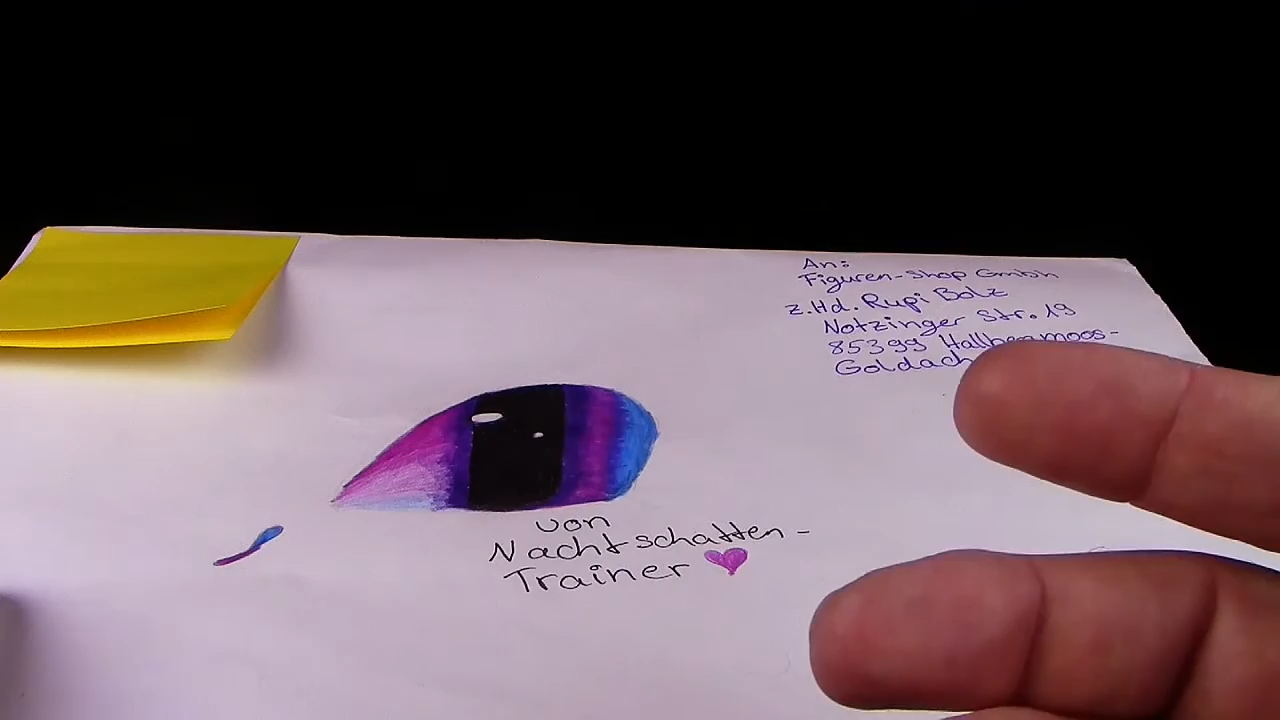 An:
Figuren-Shop Gmbh
z.Hd. Rupi Bolz
Notzinger Str. 19
85399 Hallbergmoos-
Goldach
von
Nachtschatten-
Trainer